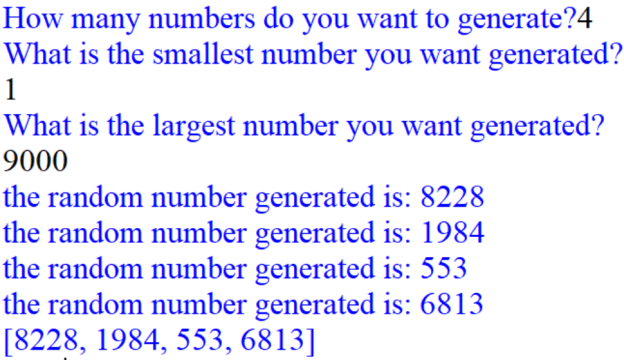 How many numbers do you want to generate?4
What is the smallest number you want generated?
1
What is the largest number you want generated?
9000
the random number generated is: 8228
the random number generated is: 1984
the random number generated is: 553
the random number generated is: 6813
[8228, 1984, 553, 6813]